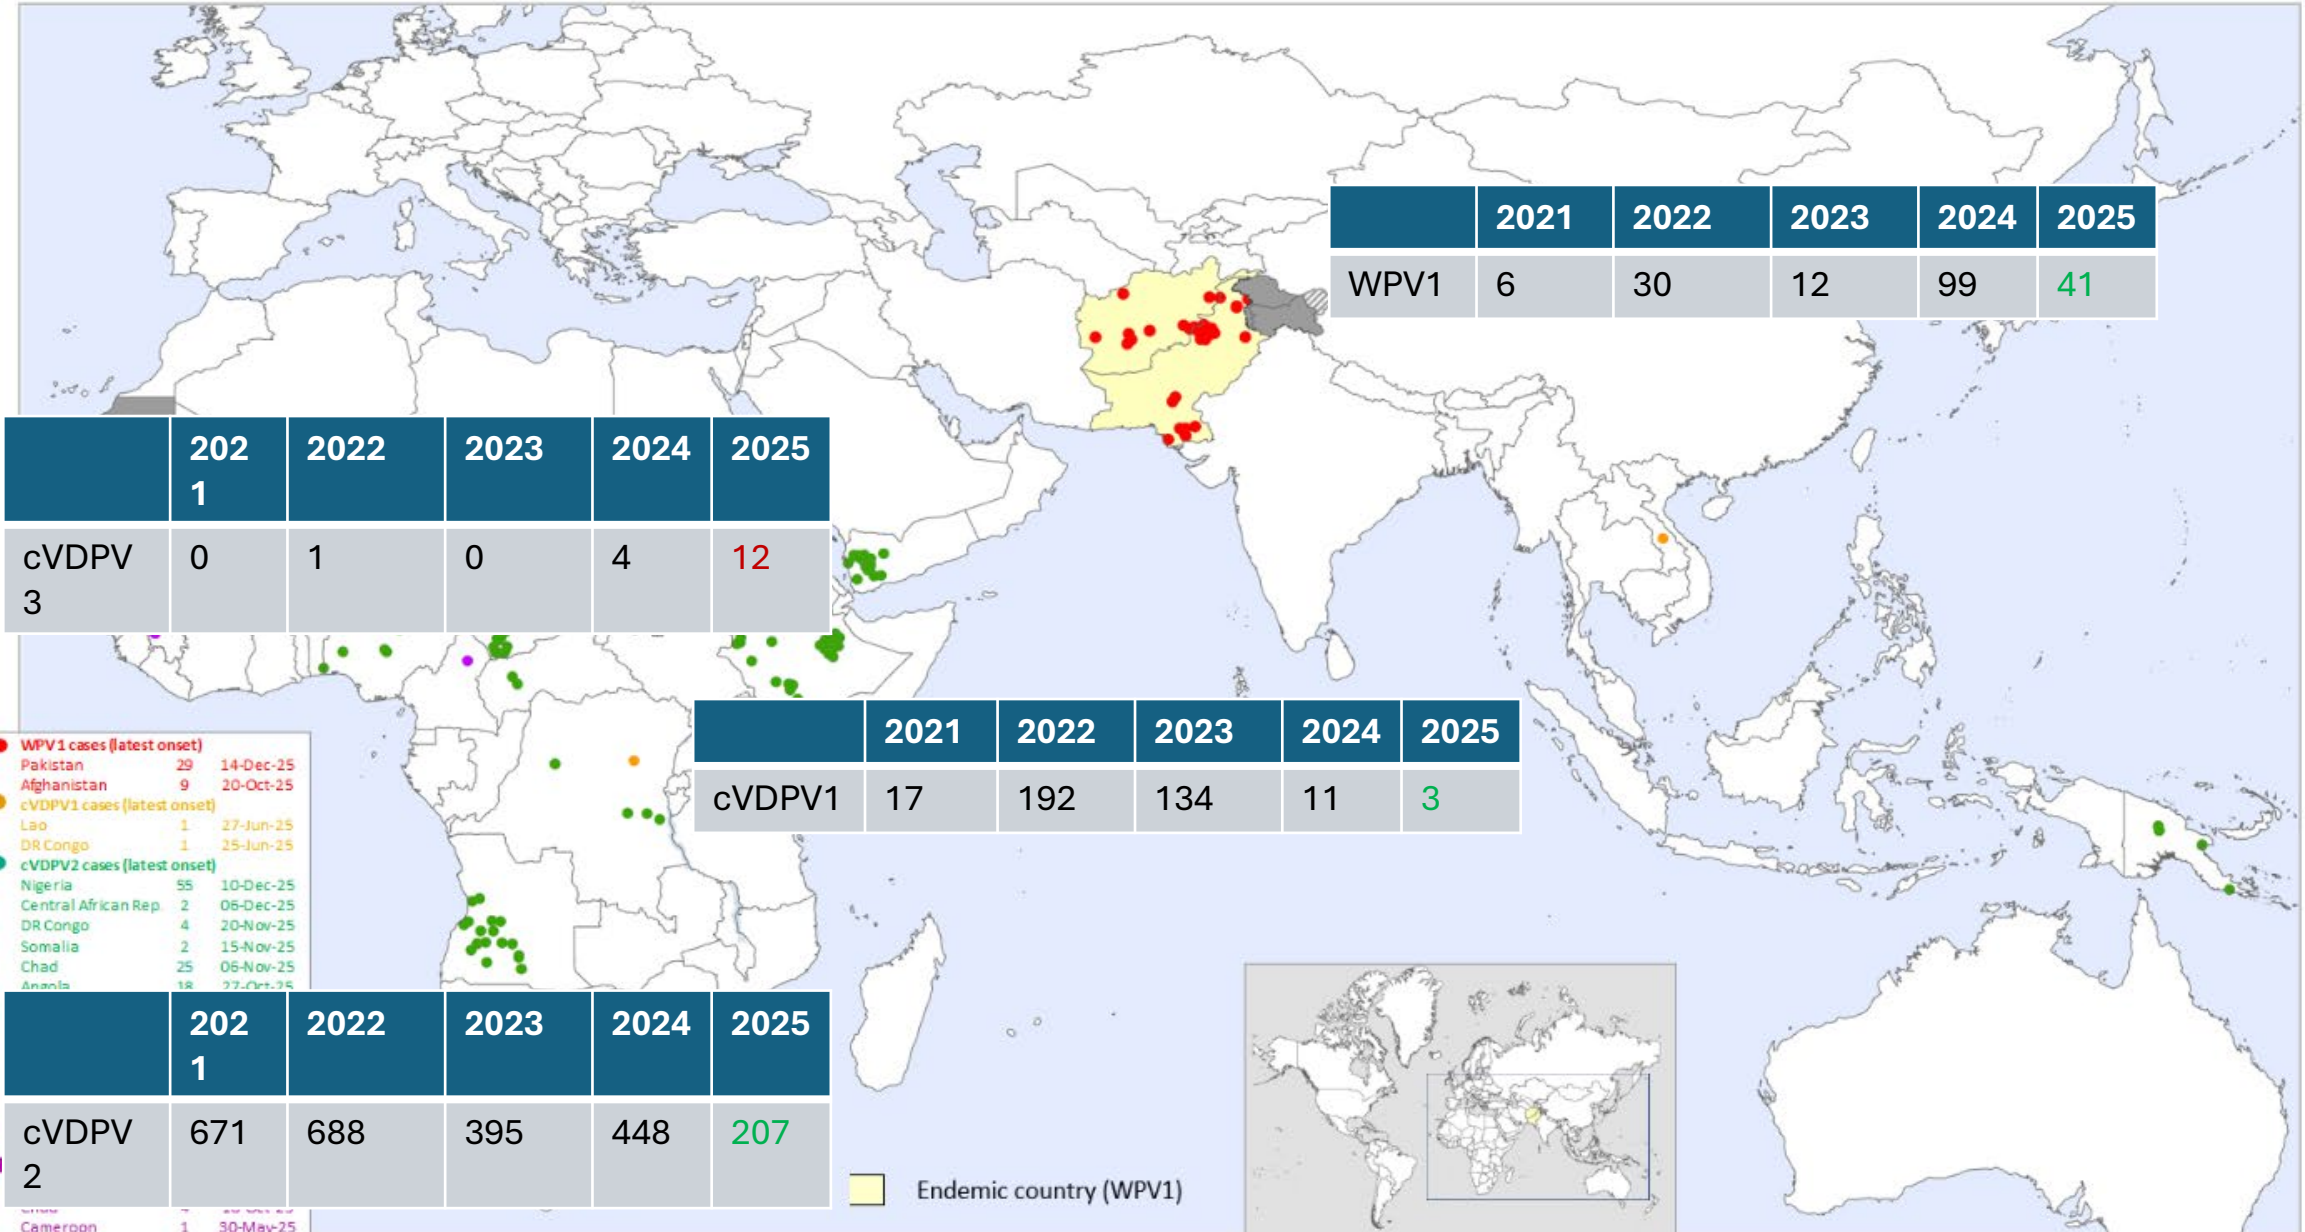 2021 2022 2023 2024 2025
WPV1 6 30 12 99 41
202
1 2022 2023 2024 2025
cVDPV
3 0 1 0 4 12
2021 2022 2023 2024 2025
cVDPV1 17 192 134 11 3
WPV1 cases (latest onset)
Pakistan 29 14-Dec-25
Afghanistan 9 20-Oct-25
cVDPV1 cases (latest onset)
Lao 1 27-Jun-25
DR Congo 1 25-Jun-25
cVDPV2 cases (latest onset)
Nigeria 55 10-Dec-25
Central African Rep. 2 06-Dec-25
DR Congo 4 20-Nov-25
Somalia 2 15-Nov-25
Chad 25 06-Nov-25
Angola 18 27-Oct-25
202
1 2022 2023 2024 2025
cVDPV
2 671 688 395 448 207
Cameroon 1 30-May-25
Endemic country (WPV1)